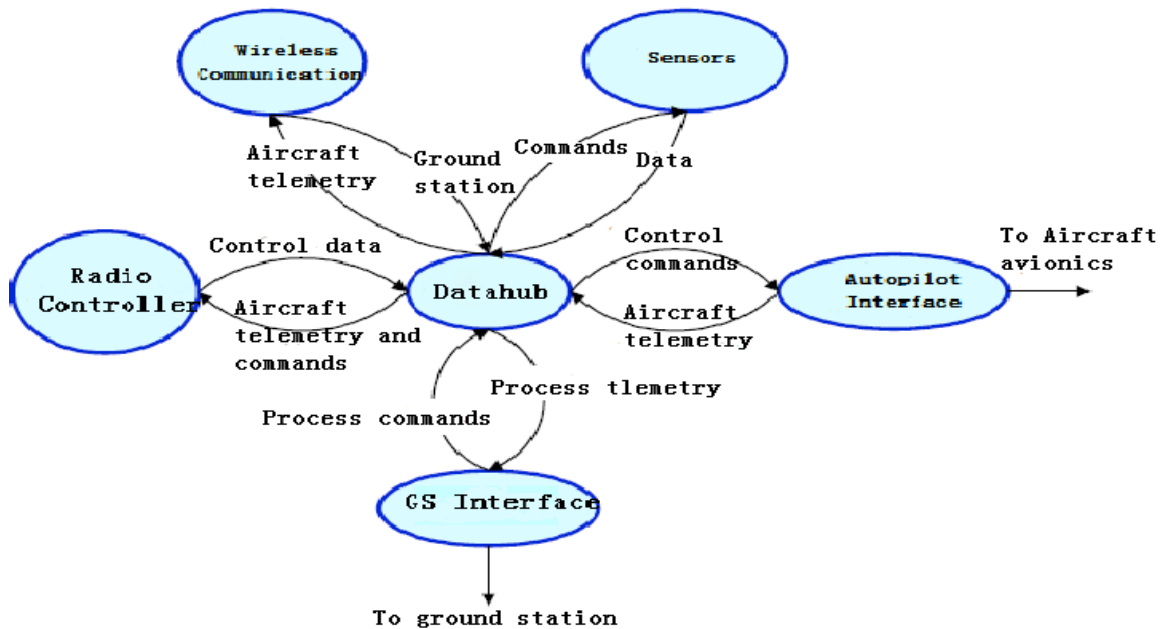 Wireless
Communication
Sensors
Aircraft
telemetry
Ground
station
Commands
Data
Control data
Control
commands
To Aircraft
avionics
Radio
Controller
Datahub
Autopilot
Interface
Aircraft
telemetry and
commands
Aircraft
telemetry
Process tlemetry
Process commands
GS Interface
To ground station